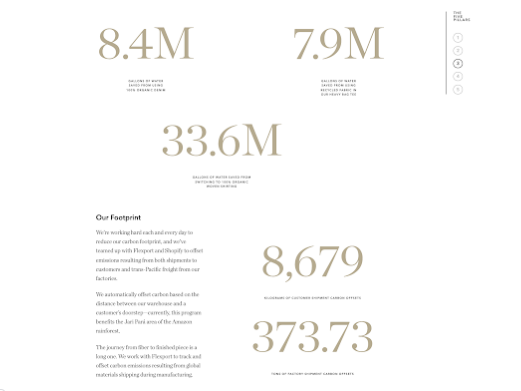 8.4M
GALLONS OF WATER
SAVED FROM USING
100% ORGANIC DENIM
7.9M
GALLONS OF WATER
SAVED FROM USING
RECYCLED FABRIC IN
OUR HEAVY BAG TEE
THE
FIVE
PILLARS
1
2
3
4
5
33.6M
GALLONS OF WATER SAVED FROM
SWITCHING TO 100% ORGANIC
Our Footprint
We're working hard each and every day to
reduce our carbon footprint, and we've
teamed up with Flexport and Shopify to offset
emissions resulting from both shipments to
customers and trans-Pacific freight from our
factories.
We automatically offset carbon based on the
distance between our warehouse and a
customer's doorstep—currently, this program
benefits the Jari Pará area of the Amazon
rainforest.
The journey from fiber to finished piece is a
long one. We work with Flexport to track and
offset carbon emissions resulting from global
materials shipping during manufacturing.
8,679
KILOGRAMS OF CUSTOMER SHIPMENT CARBON OFFSETS
373.73
TONS OF FACTORY SHIPMENT CARBON OFFSETS